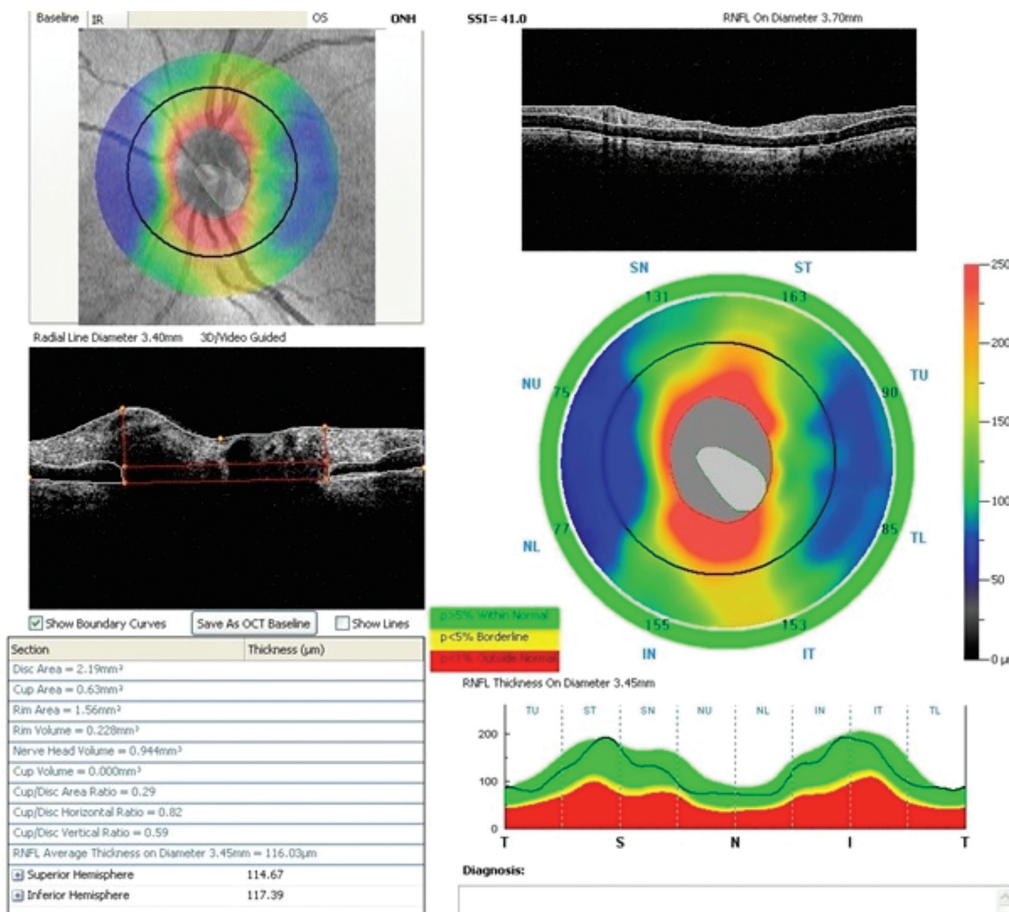 Baseline IR OS ONH
SSI= 41.0 RNFL On Diameter 3.70mm
Radial Line Diameter 3.40mm 3D/Video Guided
SN ST
131 163
NU TU
75 90
77 85
NL TL
155 153
IN IT
250
200
150
100
50
0 µm
Show Boundary Curves Save As OCT Baseline Show Lines
p>5% Within Normal
p<5% Borderline
p<1% Outside Normal
Section Thickness (µm)
Disc Area = 2.19mm²
Cup Area = 0.63mm²
Rim Area = 1.56mm²
Rim Volume = 0.228mm³
Nerve Head Volume = 0.944mm³
Cup Volume = 0.000mm³
Cup/Disc Area Ratio = 0.29
Cup/Disc Horizontal Ratio = 0.82
Cup/Disc Vertical Ratio = 0.59
RNFL Average Thickness on Diameter 3.45mm = 116.03µm
Superior Hemisphere 114.67
Inferior Hemisphere 117.39
RNFL Thickness On Diameter 3.45mm
TU ST SN NU NL IN IT TL
200
100
0
T S N I T
Diagnosis: